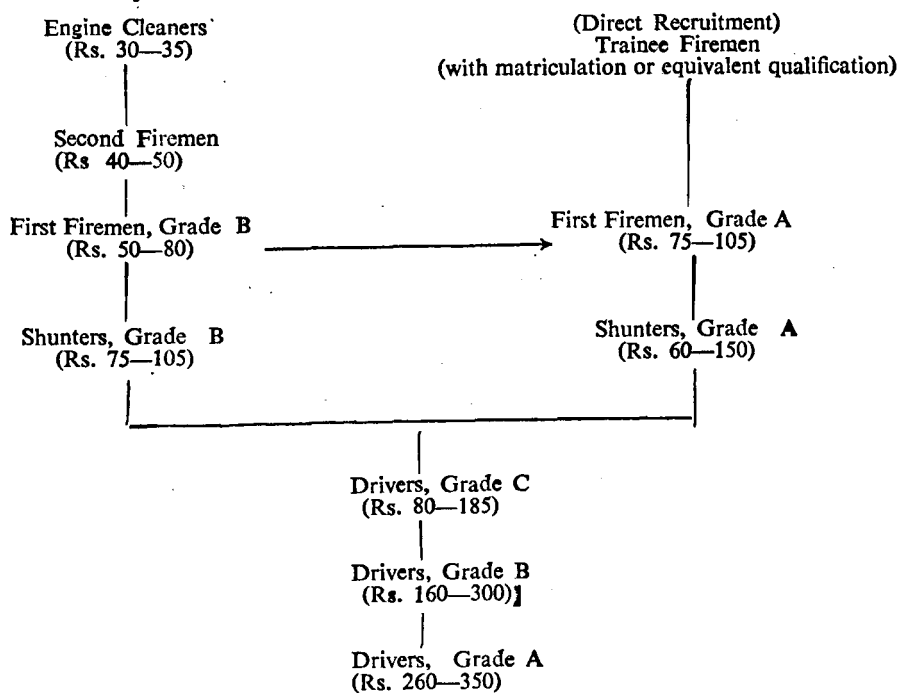 Engine Cleaners
(Rs. 30—35)
(Direct Recruitment)
Trainee Firemen
(with matriculation or equivalent qualification)
Second Firemen
(Rs 40—50)
First Firemen, Grade B
(Rs. 50—80)
First Firemen, Grade A
(Rs. 75—105)
Shunters, Grade B
(Rs. 75—105)
Shunters, Grade A
(Rs. 60—150)
Drivers, Grade C
(Rs. 80—185)
Drivers, Grade B
(Rs. 160—300)]
Drivers, Grade A
(Rs. 260—350)